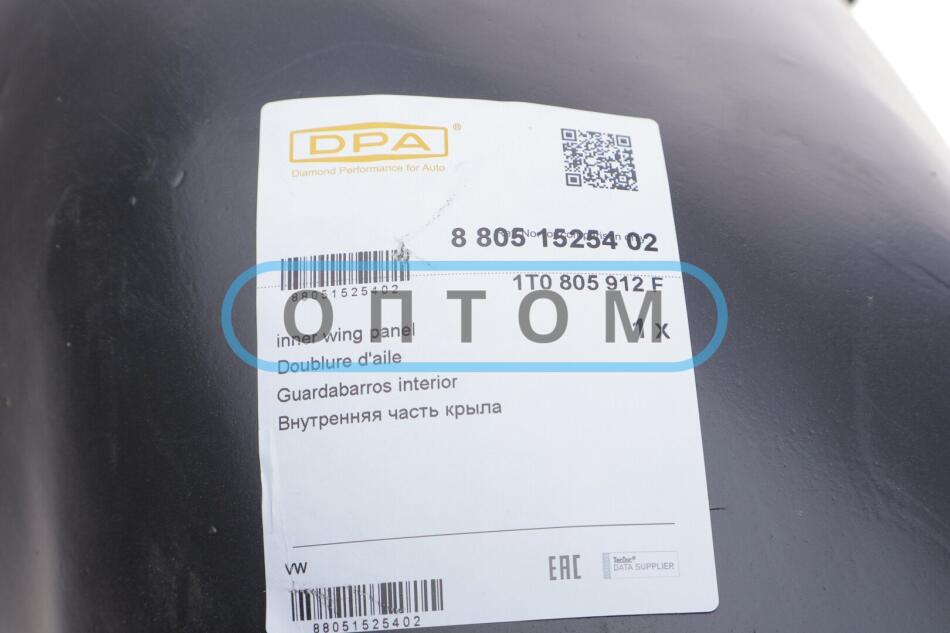 DPA®
Diamond Performance for Auto
8 805 15254 02
88051525402
1T0 805 912 F
ОПТОМ
1 x
inner wing panel
Doublure d'aile
Guardabarros interior
Внутренняя часть крыла
VW
EAC
TecDoc®
DATA SUPPLIER
88051525402